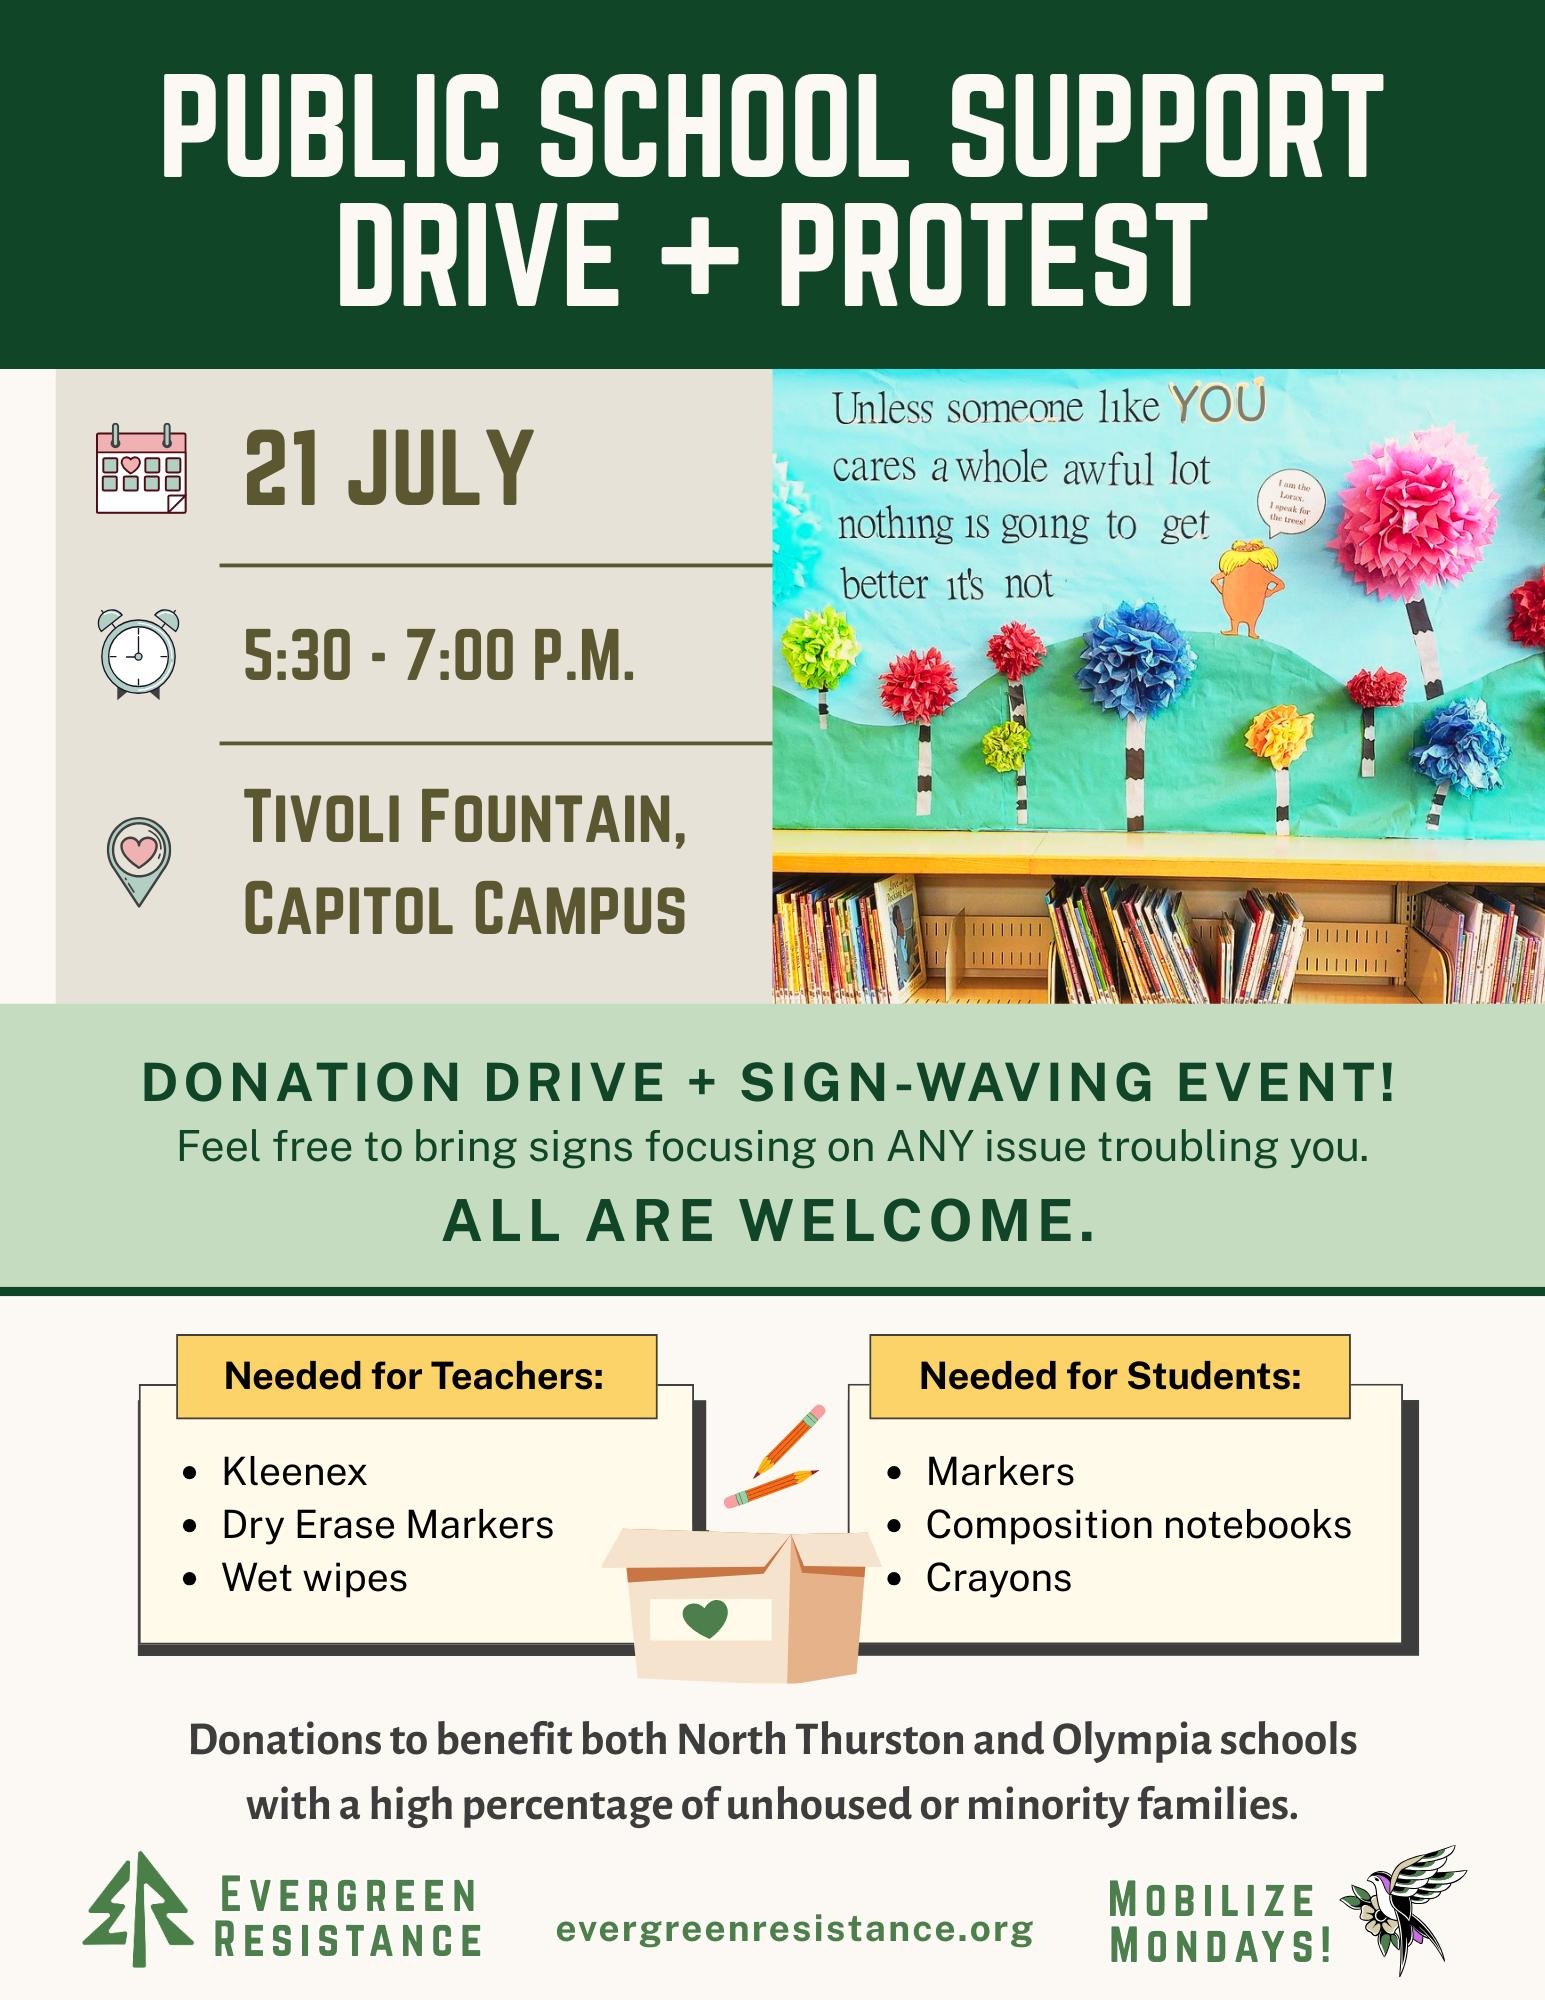 PUBLIC SCHOOL SUPPORT
DRIVE + PROTEST
21 JULY
5:30 - 7:00 P.M.
TIVOLI FOUNTAIN,
CAPITOL CAMPUS
Unless someone like YOU
cares a whole awful lot
nothing is going to get
better it's not
I am the
Lorax.
I speak for
the trees!
DONATION DRIVE + SIGN-WAVING EVENT!
Feel free to bring signs focusing on ANY issue troubling you.
ALL ARE WELCOME.
Needed for Teachers:
• Kleenex
• Dry Erase Markers
• Wet wipes
Needed for Students:
• Markers
• Composition notebooks
• Crayons
Donations to benefit both North Thurston and Olympia schools
with a high percentage of unhoused or minority families.
ER
EVERGREEN
RESISTANCE
evergreenresistance.org
MOBILIZE
MONDAYS!